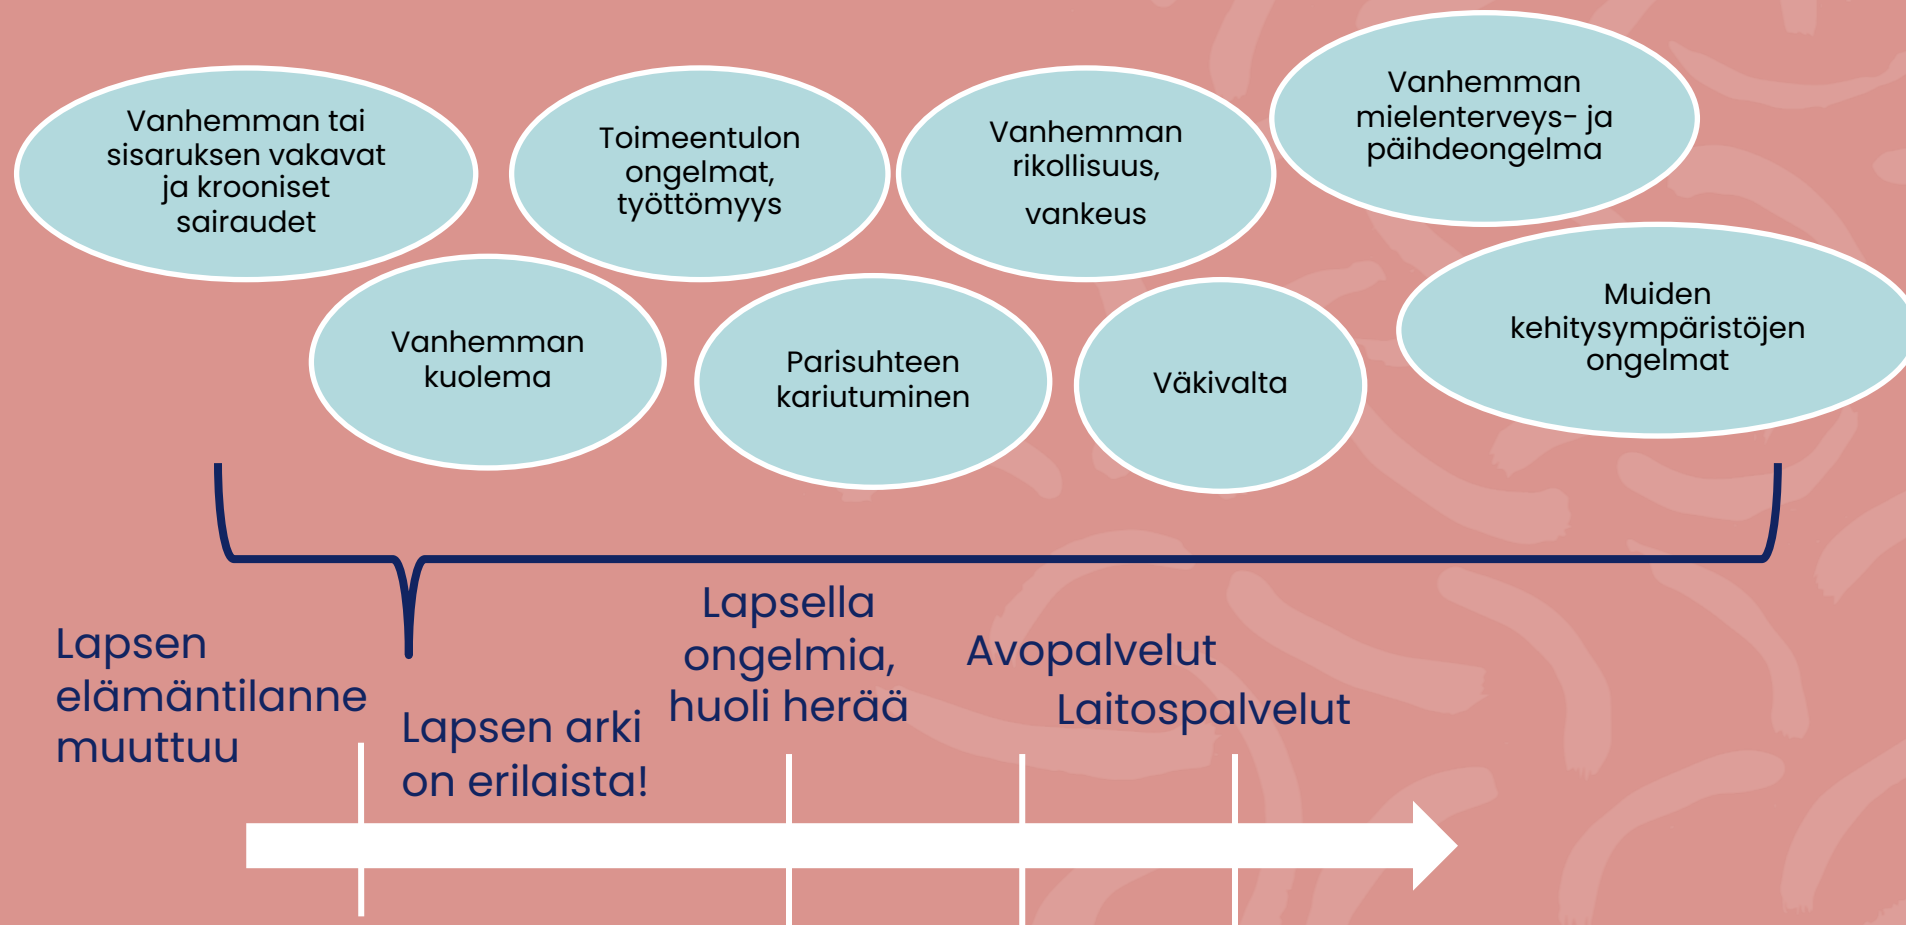 Vanhemman tai
sisaruksen vakavat
ja krooniset
sairaudet
Toimeentulon
ongelmat,
työttömyys
Vanhemman
rikollisuus,
vankeus
Vanhemman
mielenterveys- ja
päihdeongelma
Vanhemman
kuolema
Parisuhteen
kariutuminen
Väkivalta
Muiden
kehitysympäristöjen
ongelmat
Lapsen
elämäntilanne
muuttuu
Lapsen arki
on erilaista!
Lapsella
ongelmia,
huoli herää
Avopalvelut
Laitospalvelut